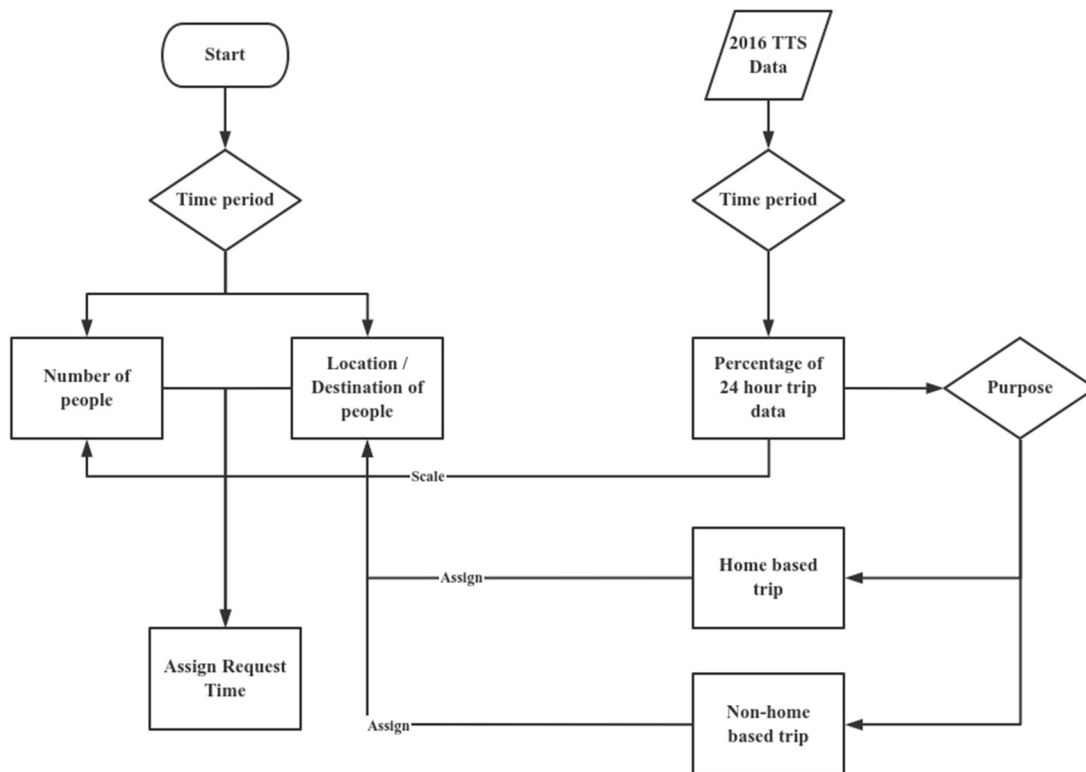 Start
2016 TTS
Data
Time period
Time period
Number of
people
Location /
Destination of
people
Percentage of
24 hour trip
data
Purpose
Scale
Home based
trip
Assign
Assign Request
Time
Non-home
based trip
Assign